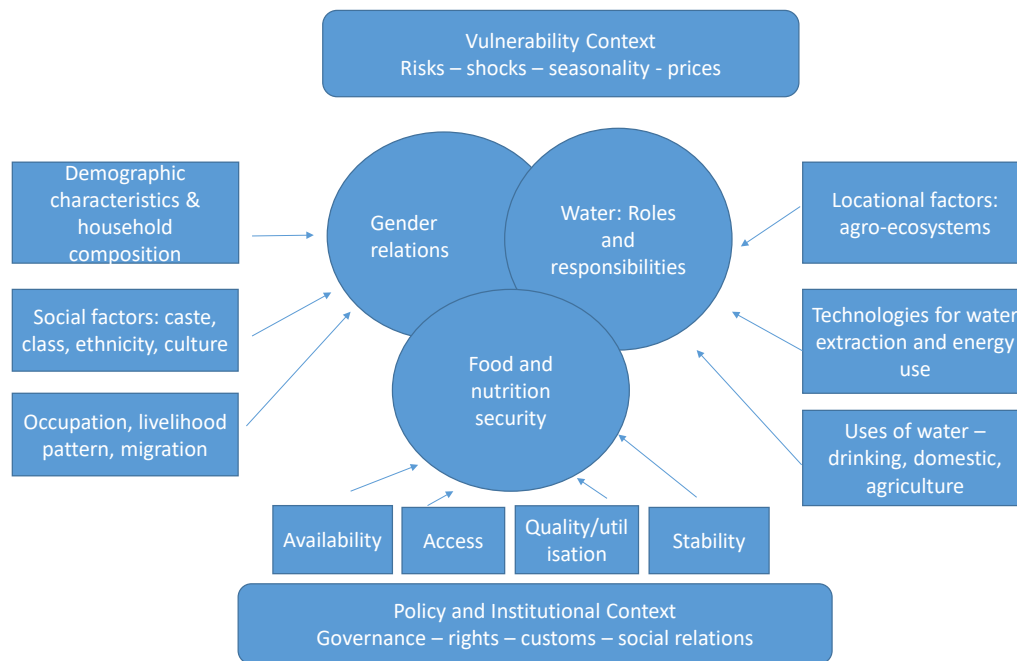 Vulnerability Context
Risks – shocks – seasonality - prices
Demographic
characteristics &
household
composition
Gender
relations
Water: Roles
and
responsibilities
Locational factors:
agro-ecosystems
Social factors: caste,
class, ethnicity, culture
Technologies for water
extraction and energy
use
Food and
nutrition
security
Occupation, livelihood
pattern, migration
Uses of water –
drinking, domestic,
agriculture
Availability
Access
Quality/util
isation
Stability
Policy and Institutional Context
Governance – rights – customs – social relations